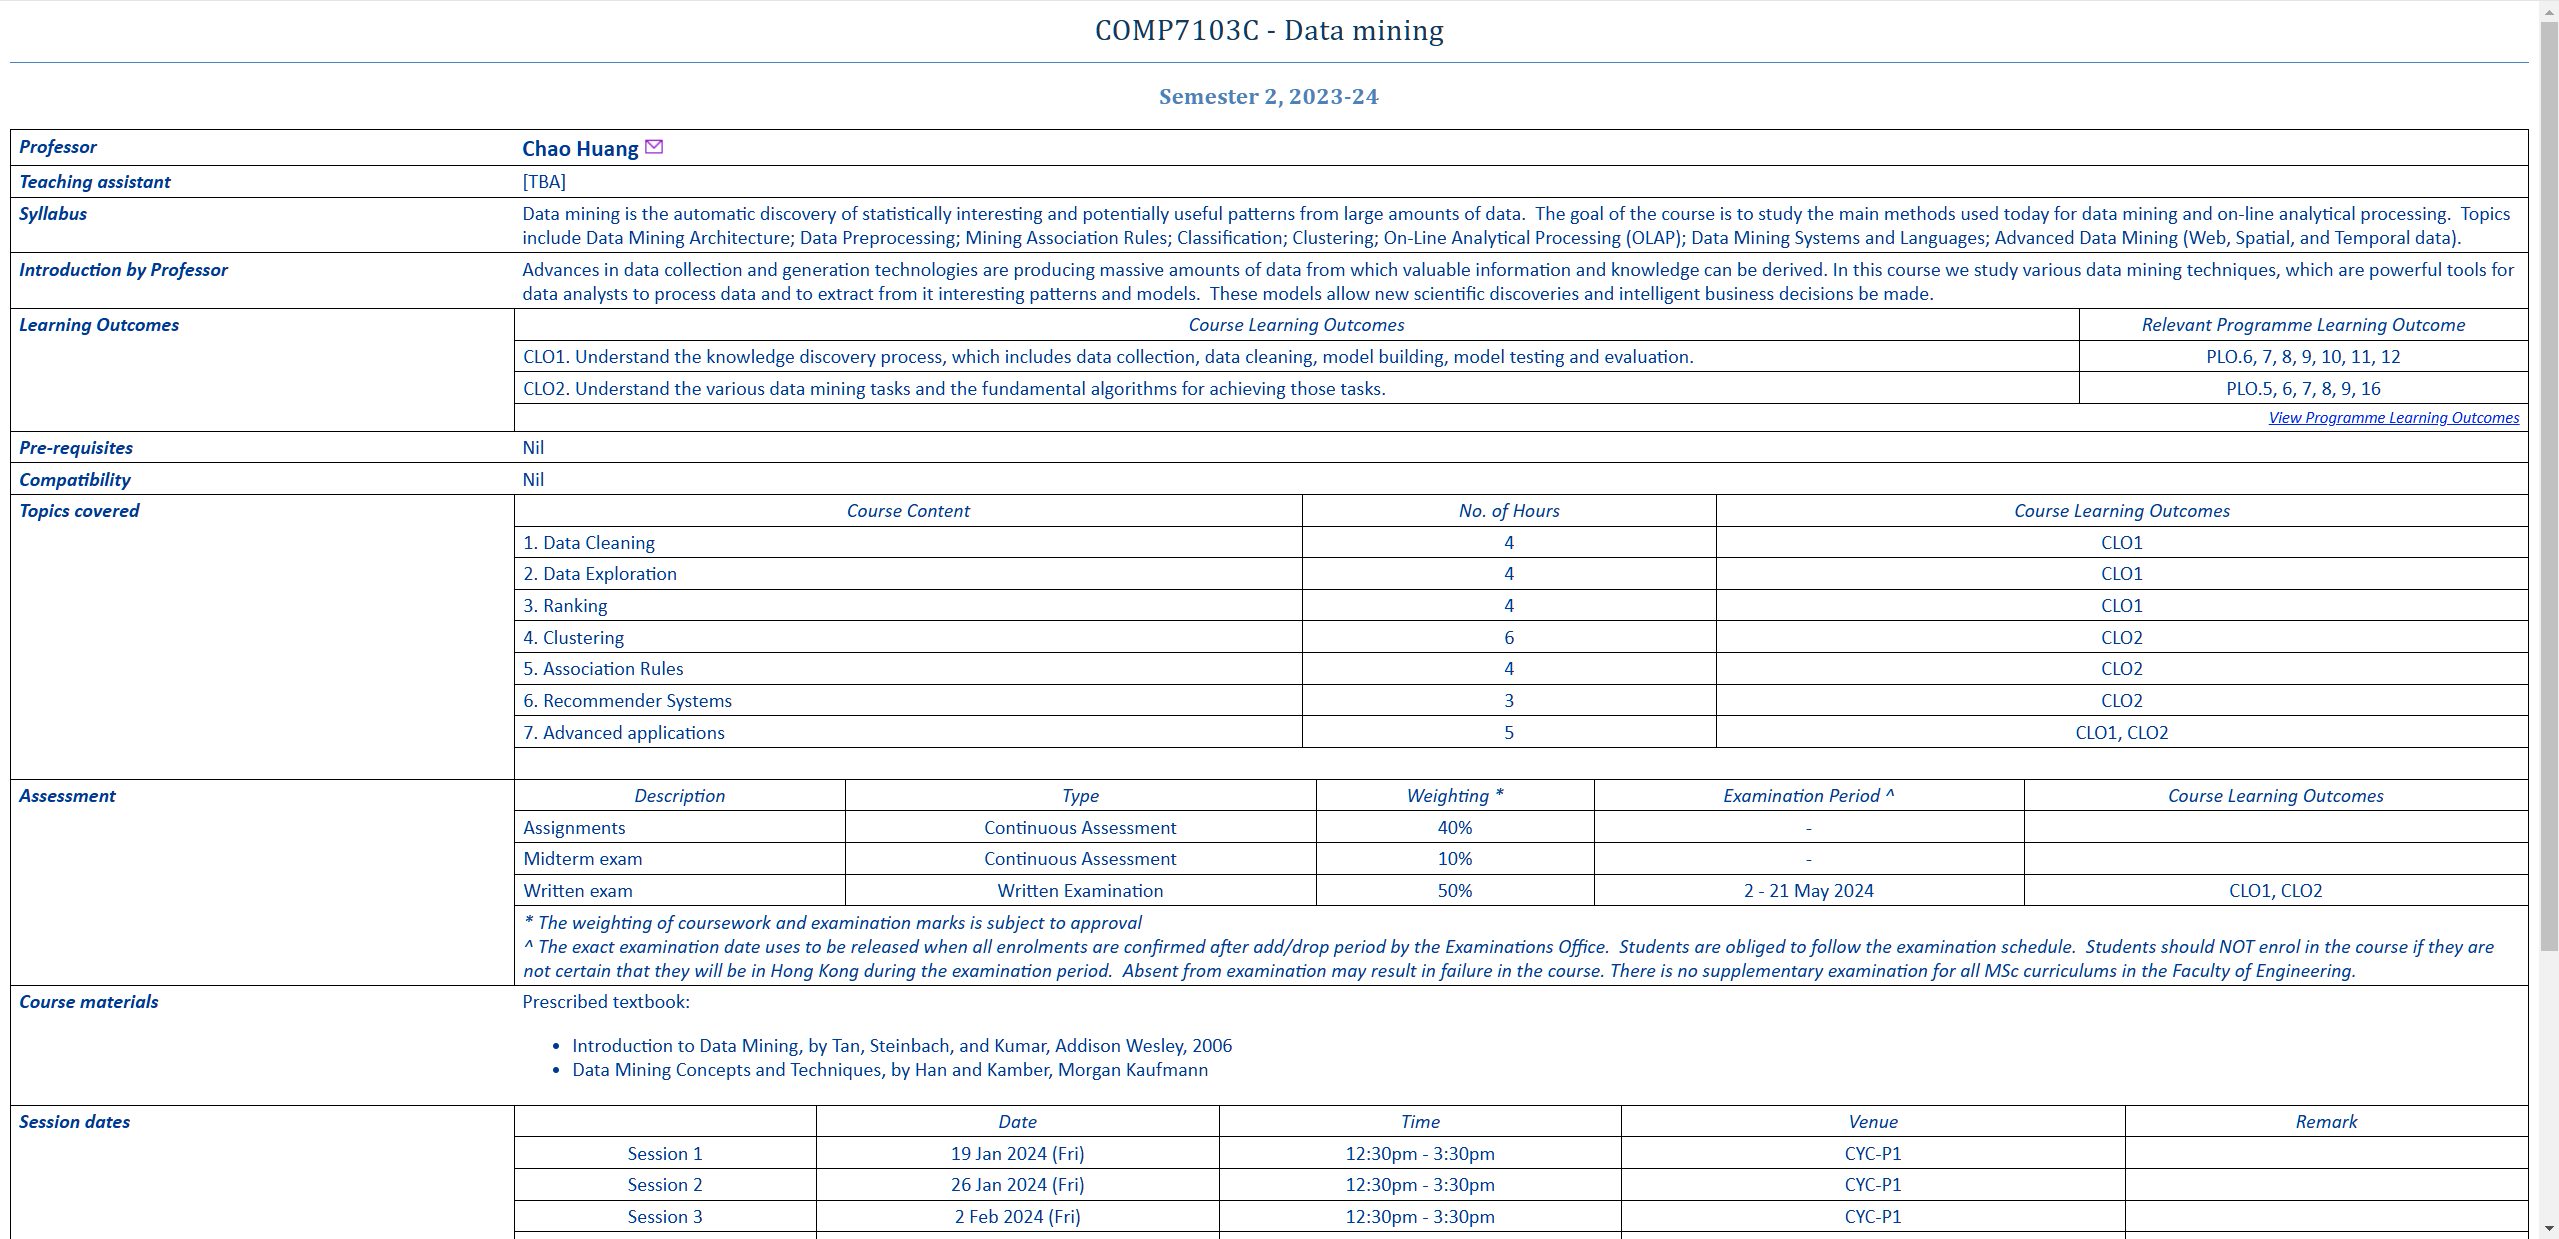 COMP7103C - Data mining
Semester 2, 2023-24
Professor Chao Huang
Teaching assistant [TBA]
Syllabus Data mining is the automatic discovery of statistically interesting and potentially useful patterns from large amounts of data.  The goal of the course is to study the main methods used today for data mining and on-line analytical processing.  Topics
include Data Mining Architecture; Data Preprocessing; Mining Association Rules; Classification; Clustering; On-Line Analytical Processing (OLAP); Data Mining Systems and Languages; Advanced Data Mining (Web, Spatial, and Temporal data).
Introduction by Professor Advances in data collection and generation technologies are producing massive amounts of data from which valuable information and knowledge can be derived. In this course we study various data mining techniques, which are powerful tools for
data analysts to process data and to extract from it interesting patterns and models.  These models allow new scientific discoveries and intelligent business decisions be made.
Learning Outcomes Course Learning Outcomes Relevant Programme Learning Outcome
CLO1. Understand the knowledge discovery process, which includes data collection, data cleaning, model building, model testing and evaluation. PLO.6, 7, 8, 9, 10, 11, 12
CLO2. Understand the various data mining tasks and the fundamental algorithms for achieving those tasks. PLO.5, 6, 7, 8, 9, 16
View Programme Learning Outcomes
Pre-requisites Nil
Compatibility Nil
Topics covered Course Content No. of Hours Course Learning Outcomes
1. Data Cleaning 4 CLO1
2. Data Exploration 4 CLO1
3. Ranking 4 CLO1
4. Clustering 6 CLO2
5. Association Rules 4 CLO2
6. Recommender Systems 3 CLO2
7. Advanced applications 5 CLO1, CLO2
Assessment Description Type Weighting * Examination Period ^ Course Learning Outcomes
Assignments Continuous Assessment 40% -
Midterm exam Continuous Assessment 10% -
Written exam Written Examination 50% 2 - 21 May 2024 CLO1, CLO2
* The weighting of coursework and examination marks is subject to approval
^ The exact examination date uses to be released when all enrolments are confirmed after add/drop period by the Examinations Office.  Students are obliged to follow the examination schedule.  Students should NOT enrol in the course if they are
not certain that they will be in Hong Kong during the examination period.  Absent from examination may result in failure in the course. There is no supplementary examination for all MSc curriculums in the Faculty of Engineering.
Course materials Prescribed textbook:
• Introduction to Data Mining, by Tan, Steinbach, and Kumar, Addison Wesley, 2006
• Data Mining Concepts and Techniques, by Han and Kamber, Morgan Kaufmann
Session dates Date Time Venue Remark
Session 1 19 Jan 2024 (Fri) 12:30pm - 3:30pm CYC-P1
Session 2 26 Jan 2024 (Fri) 12:30pm - 3:30pm CYC-P1
Session 3 2 Feb 2024 (Fri) 12:30pm - 3:30pm CYC-P1